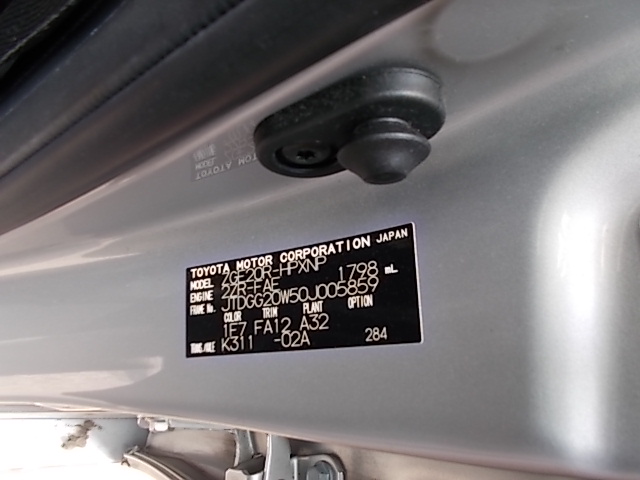 TOYOTA MOTOR CORPORATION JAPAN
MODEL ZGE20R-HPXNP
ENGINE 2ZR-FAE 1798 mL
FRAME No. JTDGG20W50J005859
COLOR TRIM PLANT OPTION
1E7 FA12 A32
TRANS/AXLE K311 -02A 284